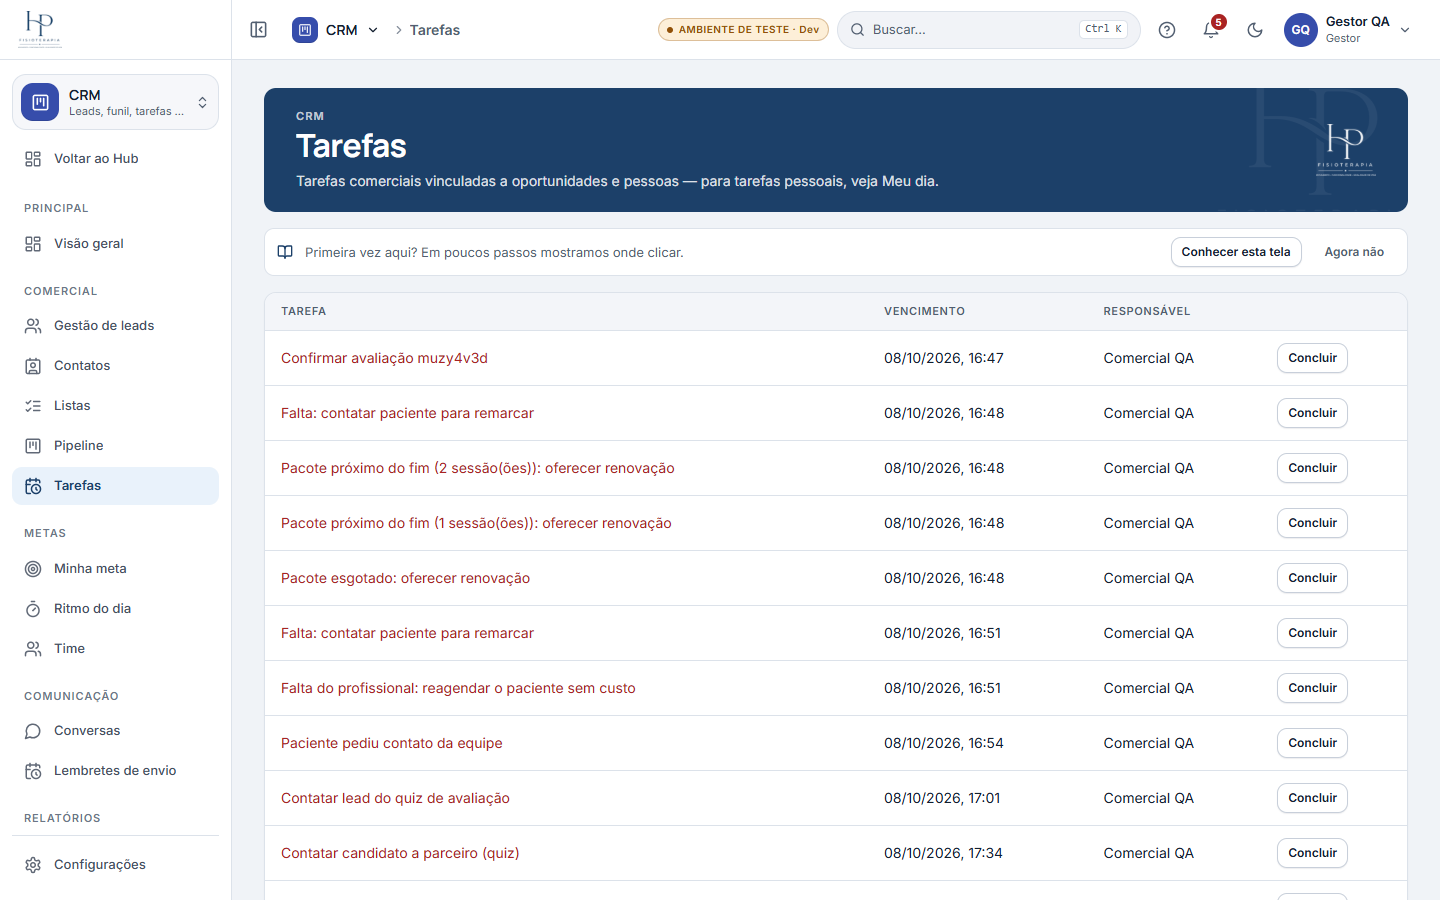 HP
FISIOTERAPIA
CRM
Tarefas
AMBIENTE DE TESTE · Dev
Buscar...
Ctrl K
5
GQ
Gestor QA
Gestor
CRM
Leads, funil, tarefas ...
Voltar ao Hub
PRINCIPAL
Visão geral
COMERCIAL
Gestão de leads
Contatos
Listas
Pipeline
Tarefas
METAS
Minha meta
Ritmo do dia
Time
COMUNICAÇÃO
Conversas
Lembretes de envio
RELATÓRIOS
Configurações
CRM
Tarefas
Tarefas comerciais vinculadas a oportunidades e pessoas — para tarefas pessoais, veja Meu dia.
HP
FISIOTERAPIA
Primeira vez aqui? Em poucos passos mostramos onde clicar.
Conhecer esta tela
Agora não
TAREFA VENCIMENTO RESPONSÁVEL
Confirmar avaliação muzy4v3d 08/10/2026, 16:47 Comercial QA Concluir
Falta: contatar paciente para remarcar 08/10/2026, 16:48 Comercial QA Concluir
Pacote próximo do fim (2 sessão(ões)): oferecer renovação 08/10/2026, 16:48 Comercial QA Concluir
Pacote próximo do fim (1 sessão(ões)): oferecer renovação 08/10/2026, 16:48 Comercial QA Concluir
Pacote esgotado: oferecer renovação 08/10/2026, 16:48 Comercial QA Concluir
Falta: contatar paciente para remarcar 08/10/2026, 16:51 Comercial QA Concluir
Falta do profissional: reagendar o paciente sem custo 08/10/2026, 16:51 Comercial QA Concluir
Paciente pediu contato da equipe 08/10/2026, 16:54 Comercial QA Concluir
Contatar lead do quiz de avaliação 08/10/2026, 17:01 Comercial QA Concluir
Contatar candidato a parceiro (quiz) 08/10/2026, 17:34 Comercial QA Concluir